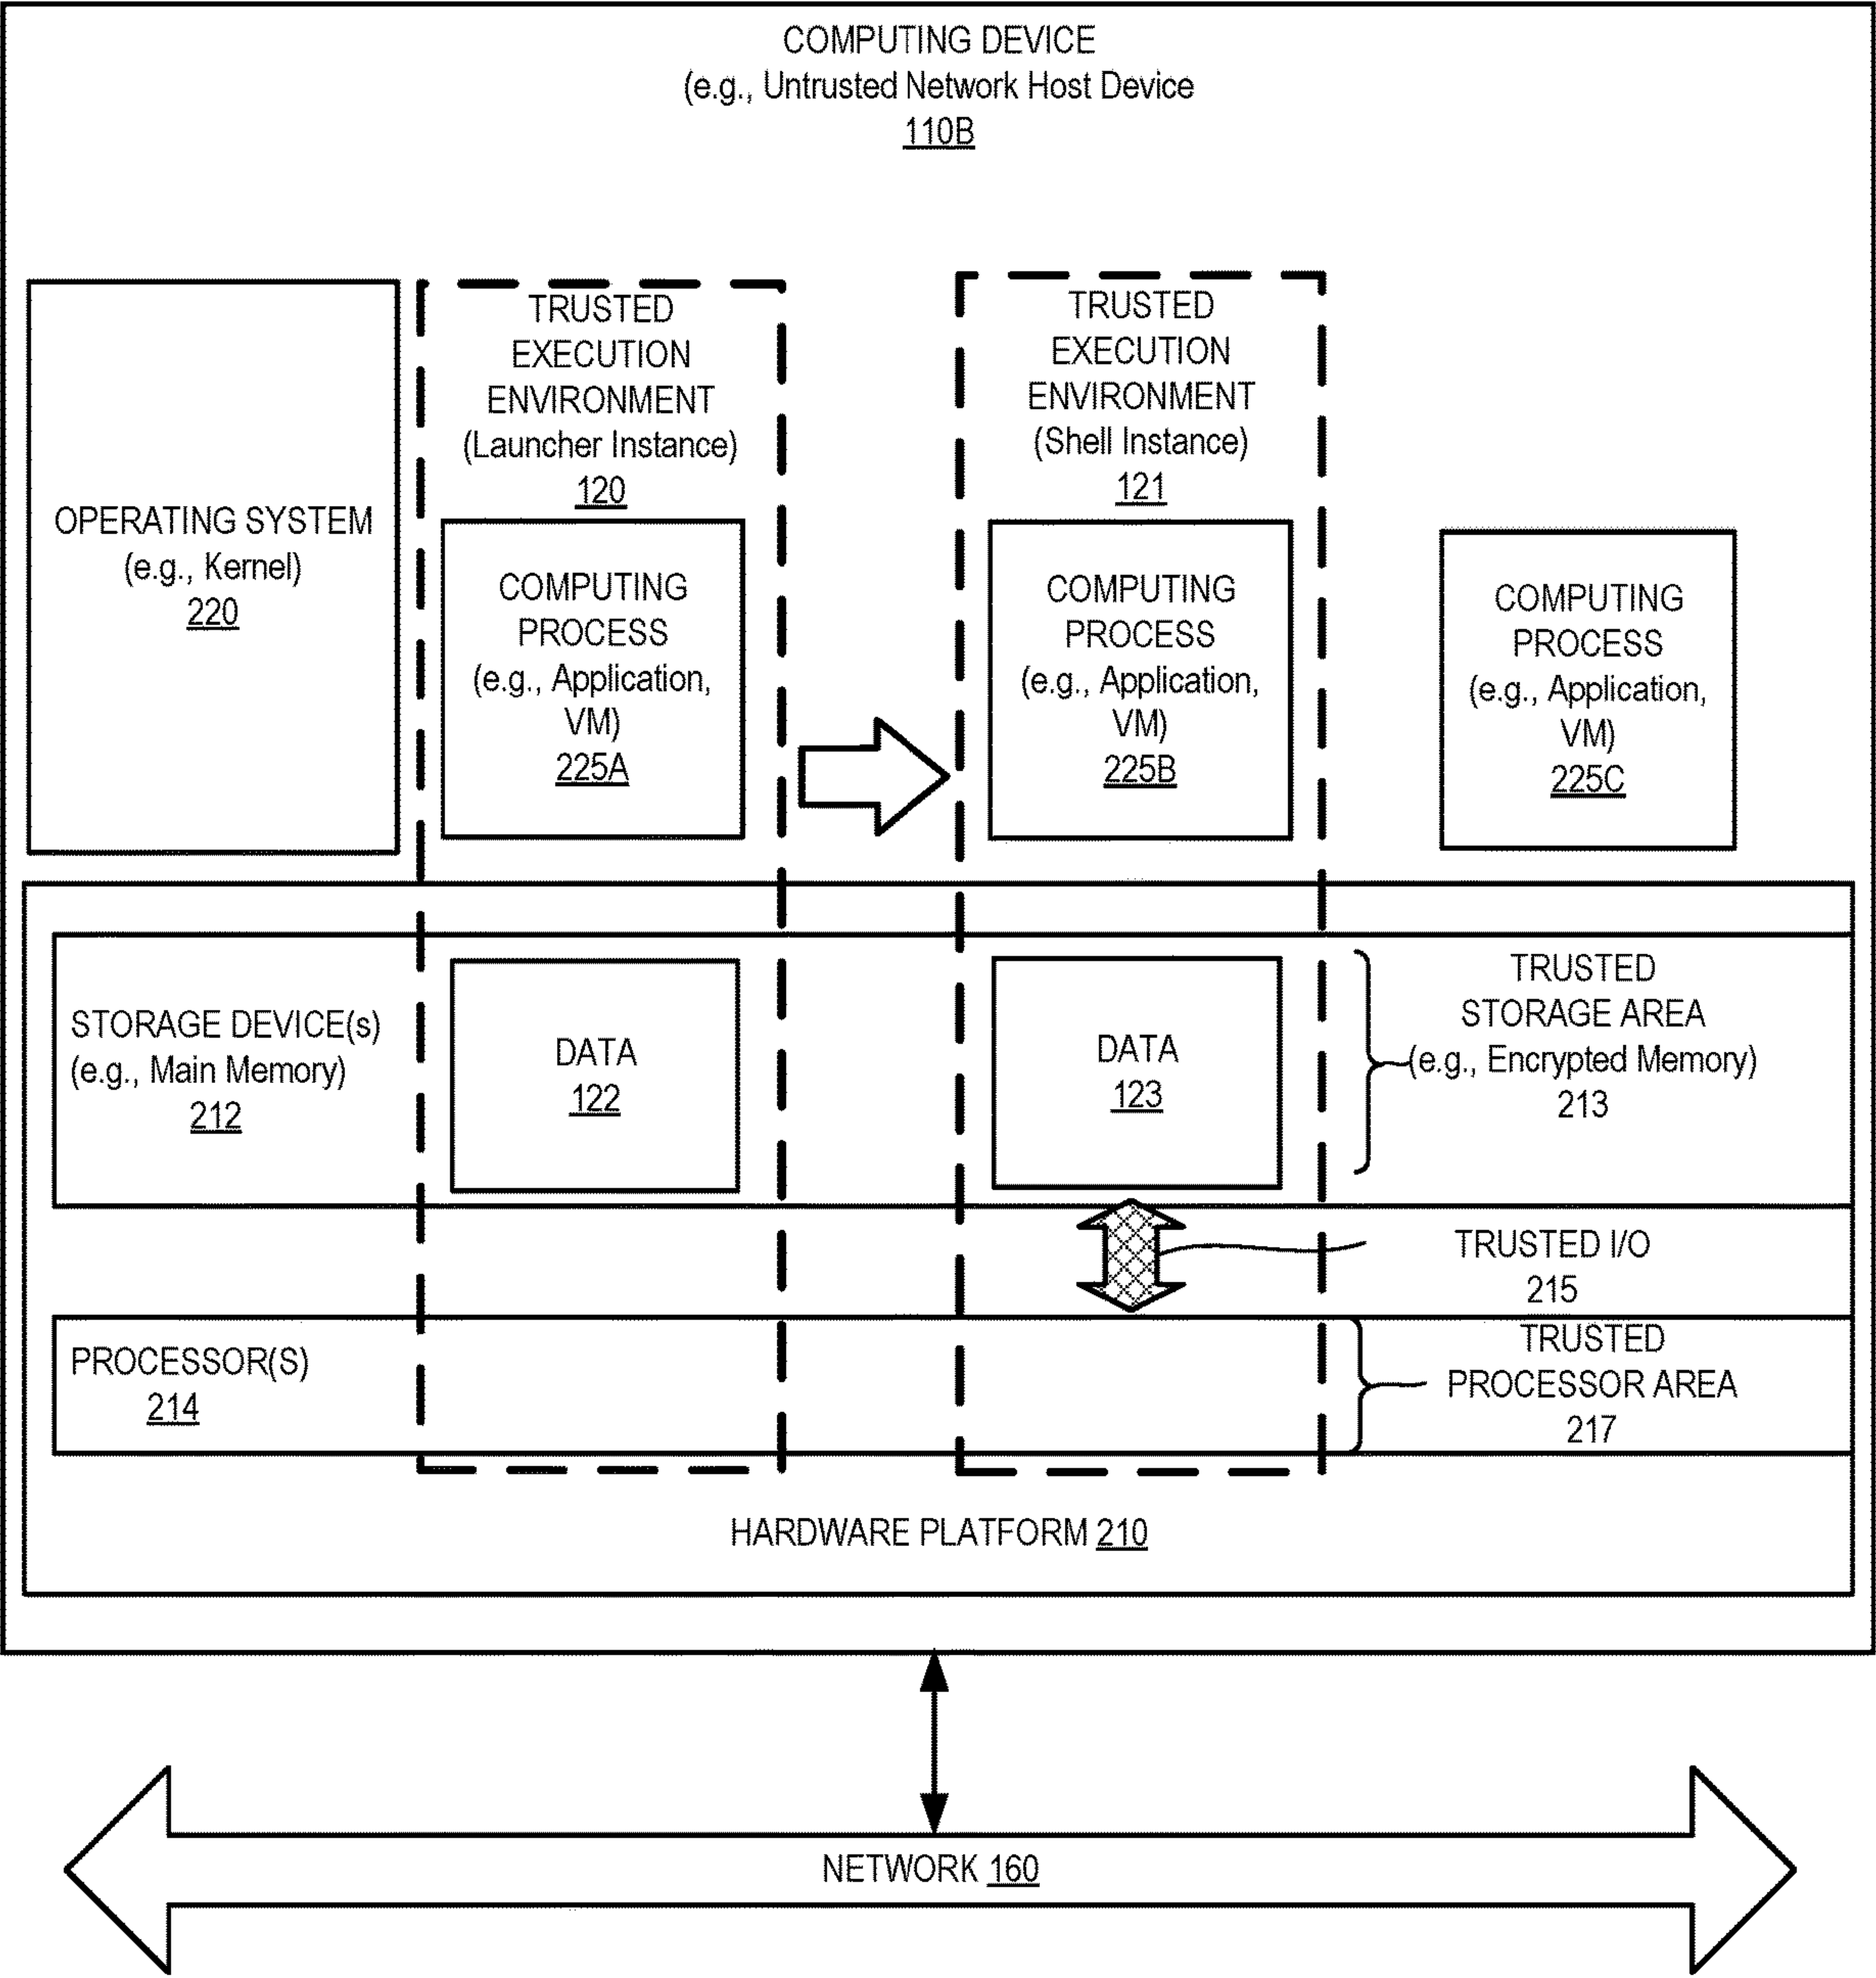 COMPUTING DEVICE
(e.g., Untrusted Network Host Device
110B
OPERATING SYSTEM
(e.g., Kernel)
220
TRUSTED
EXECUTION
ENVIRONMENT
(Launcher Instance)
120
COMPUTING
PROCESS
(e.g., Application,
VM)
225A
TRUSTED
EXECUTION
ENVIRONMENT
(Shell Instance)
121
COMPUTING
PROCESS
(e.g., Application,
VM)
225B
COMPUTING
PROCESS
(e.g., Application,
VM)
225C
STORAGE DEVICE(s)
(e.g., Main Memory)
212
DATA
122
DATA
123
TRUSTED
STORAGE AREA
(e.g., Encrypted Memory)
213
TRUSTED I/O
215
PROCESSOR(S)
214
TRUSTED
PROCESSOR AREA
217
HARDWARE PLATFORM 210
NETWORK 160